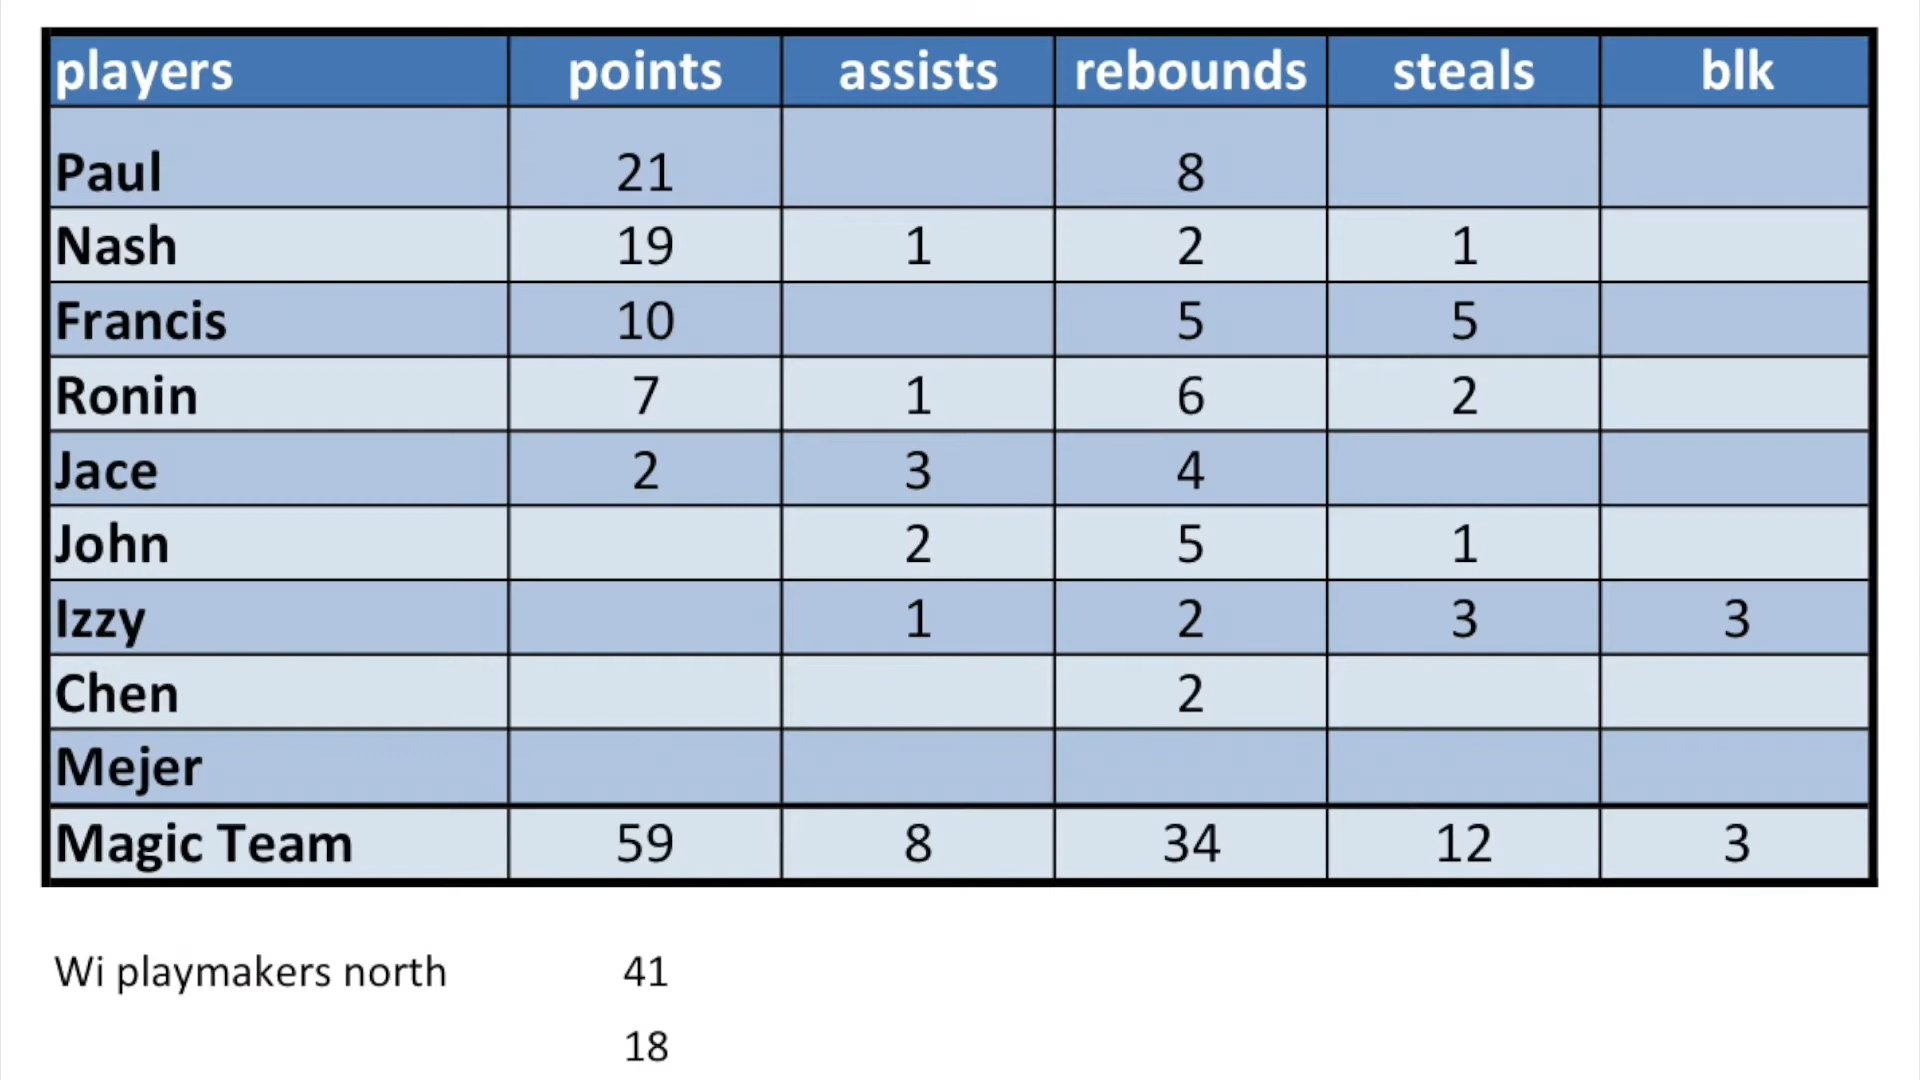 players points assists rebounds steals blk
Paul 21 8
Nash 19 1 2 1
Francis 10 5 5
Ronin 7 1 6 2
Jace 2 3 4
John 2 5 1
Izzy 1 2 3 3
Chen 2
Mejer
Magic Team 59 8 34 12 3
Wi playmakers north 41
18